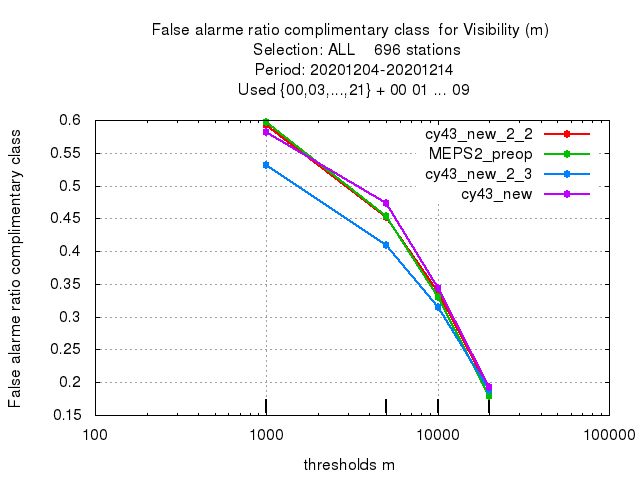 False alarme ratio complimentary class  for Visibility (m)
Selection: ALL    696 stations
Period: 20201204-20201214
Used {00,03,...,21} + 00 01 ... 09
False alarme ratio complimentary class
0.6
0.55
0.5
0.45
0.4
0.35
0.3
0.25
0.2
0.15
cy43_new_2_2
MEPS2_preop
cy43_new_2_3
cy43_new
100 1000 10000 100000
thresholds m